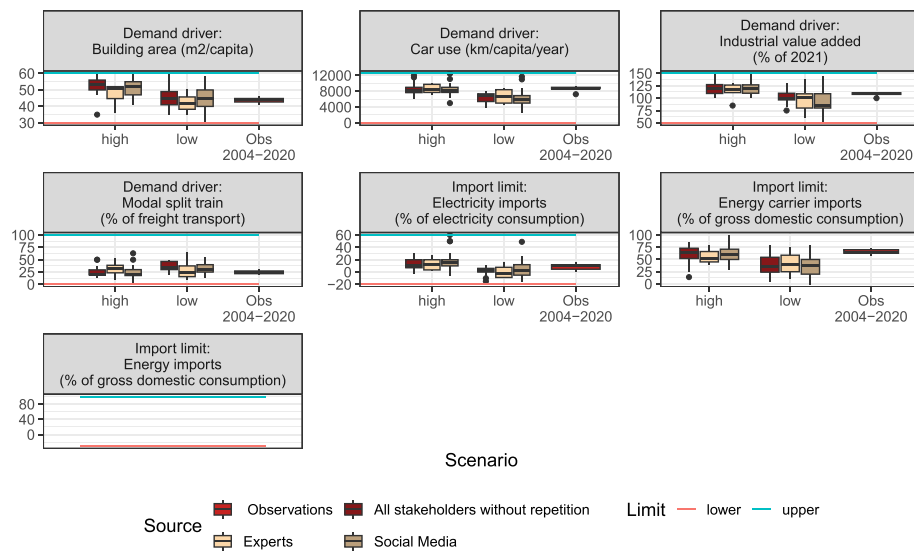 Demand driver:
Building area (m2/capita)
Demand driver:
Car use (km/capita/year)
Demand driver:
Industrial value added
(% of 2021)
60
50
40
30
high
low
Obs
2004−2020
12000
8000
4000
0
high
low
Obs
2004−2020
150
125
100
75
50
high
low
Obs
2004−2020
Demand driver:
Modal split train
(% of freight transport)
Import limit:
Electricity imports
(% of electricity consumption)
Import limit:
Energy carrier imports
(% of gross domestic consumption)
100
75
50
25
0
high
low
Obs
2004−2020
60
40
20
0
−20
high
low
Obs
2004−2020
100
75
50
25
0
high
low
Obs
2004−2020
Import limit:
Energy imports
(% of gross domestic consumption)
80
40
0
Scenario
Source
Observations
All stakeholders without repetition
Experts
Social Media
Limit
lower
upper